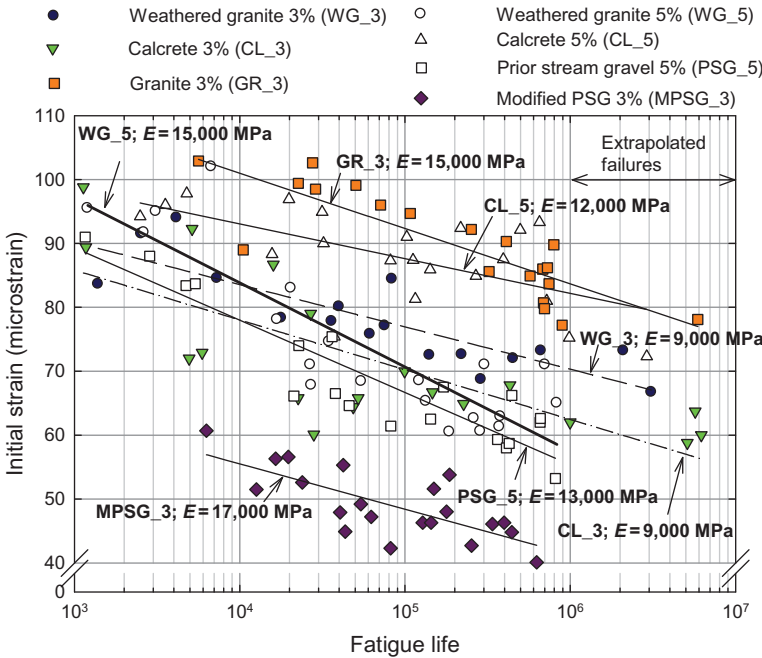 Weathered granite 3% (WG_3)
Calcrete 3% (CL_3)
Granite 3% (GR_3)
Weathered granite 5% (WG_5)
Calcrete 5% (CL_5)
Prior stream gravel 5% (PSG_5)
Modified PSG 3% (MPSG_3)
110
100
90
80
70
60
50
40
0
Initial strain (microstrain)
WG_5; E=15,000 MPa
GR_3; E=15,000 MPa
Extrapolated
failures
CL_5; E=12,000 MPa
WG_3; E=9,000 MPa
MPSG_3; E=17,000 MPa
PSG_5; E=13,000 MPa
CL_3; E=9,000 MPa
10³
10⁴
10⁵
10⁶
10⁷
Fatigue life